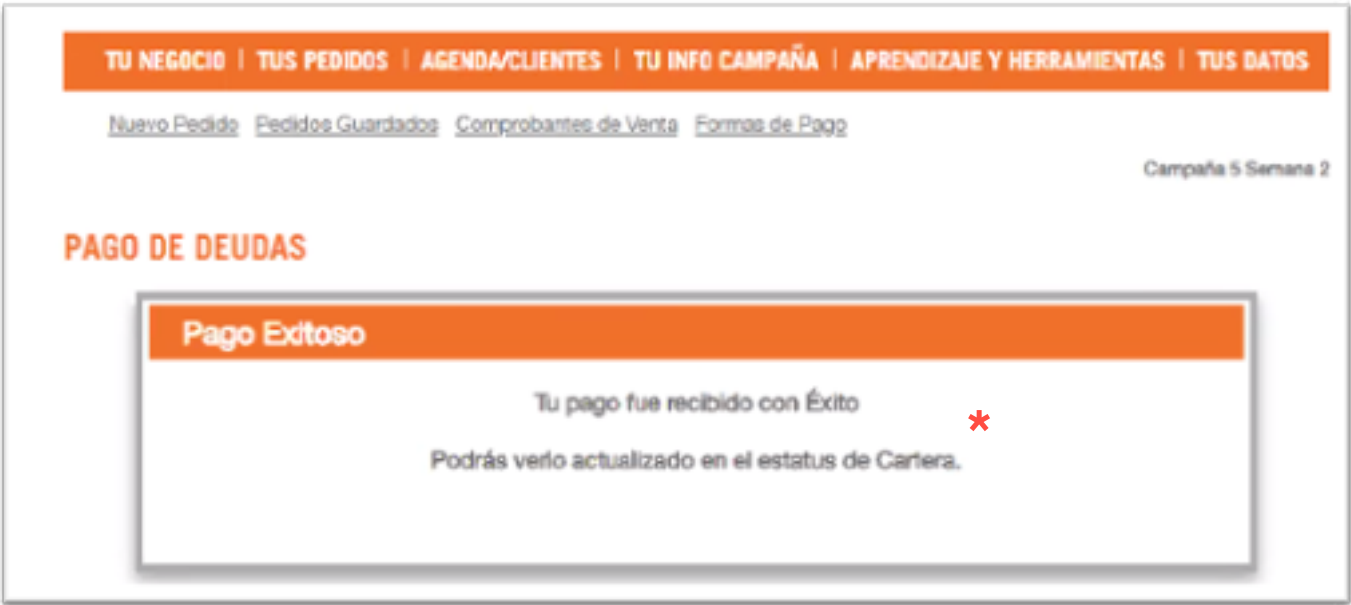 TU NEGOCIO | TUS PEDIDOS | AGENDA/CLIENTES | TU INFO CAMPAÑA | APRENDIZAJE Y HERRAMIENTAS | TUS DATOS
Nuevo Pedido Pedidos Guardados Comprobantes de Venta Formas de Pago
Campaña 5 Semana 2
PAGO DE DEUDAS
Pago Exitoso
Tu pago fue recibido con Éxito
*
Podrás verlo actualizado en el estatus de Cartera.